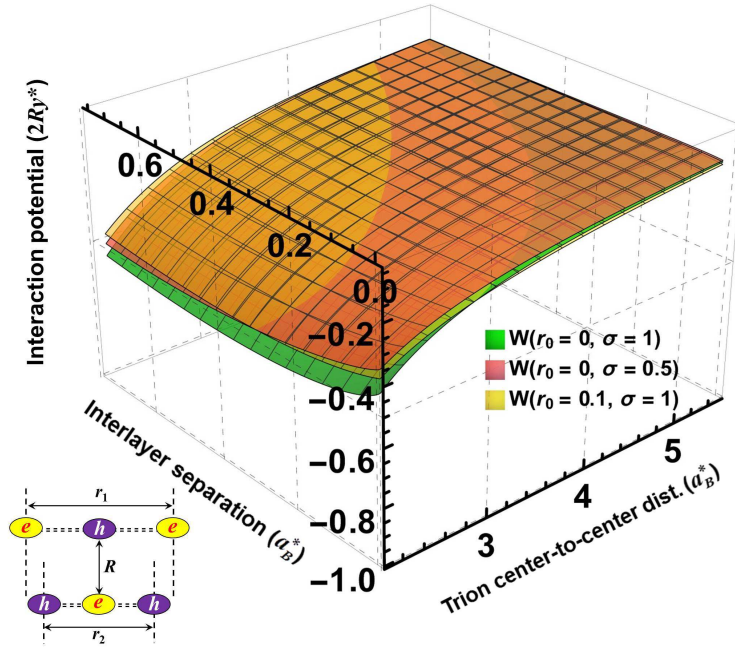 Interaction potential (2Ry*)
0.6
0.4
0.2
0.0
−0.2
−0.4
−0.6
−0.8
−1.0
W(r₀ = 0, σ = 1)
W(r₀ = 0, σ = 0.5)
W(r₀ = 0.1, σ = 1)
Interlayer separation (a*B)
3
4
5
Trion center-to-center dist. (a*B)
r₁
e h e
R
h e h
r₂